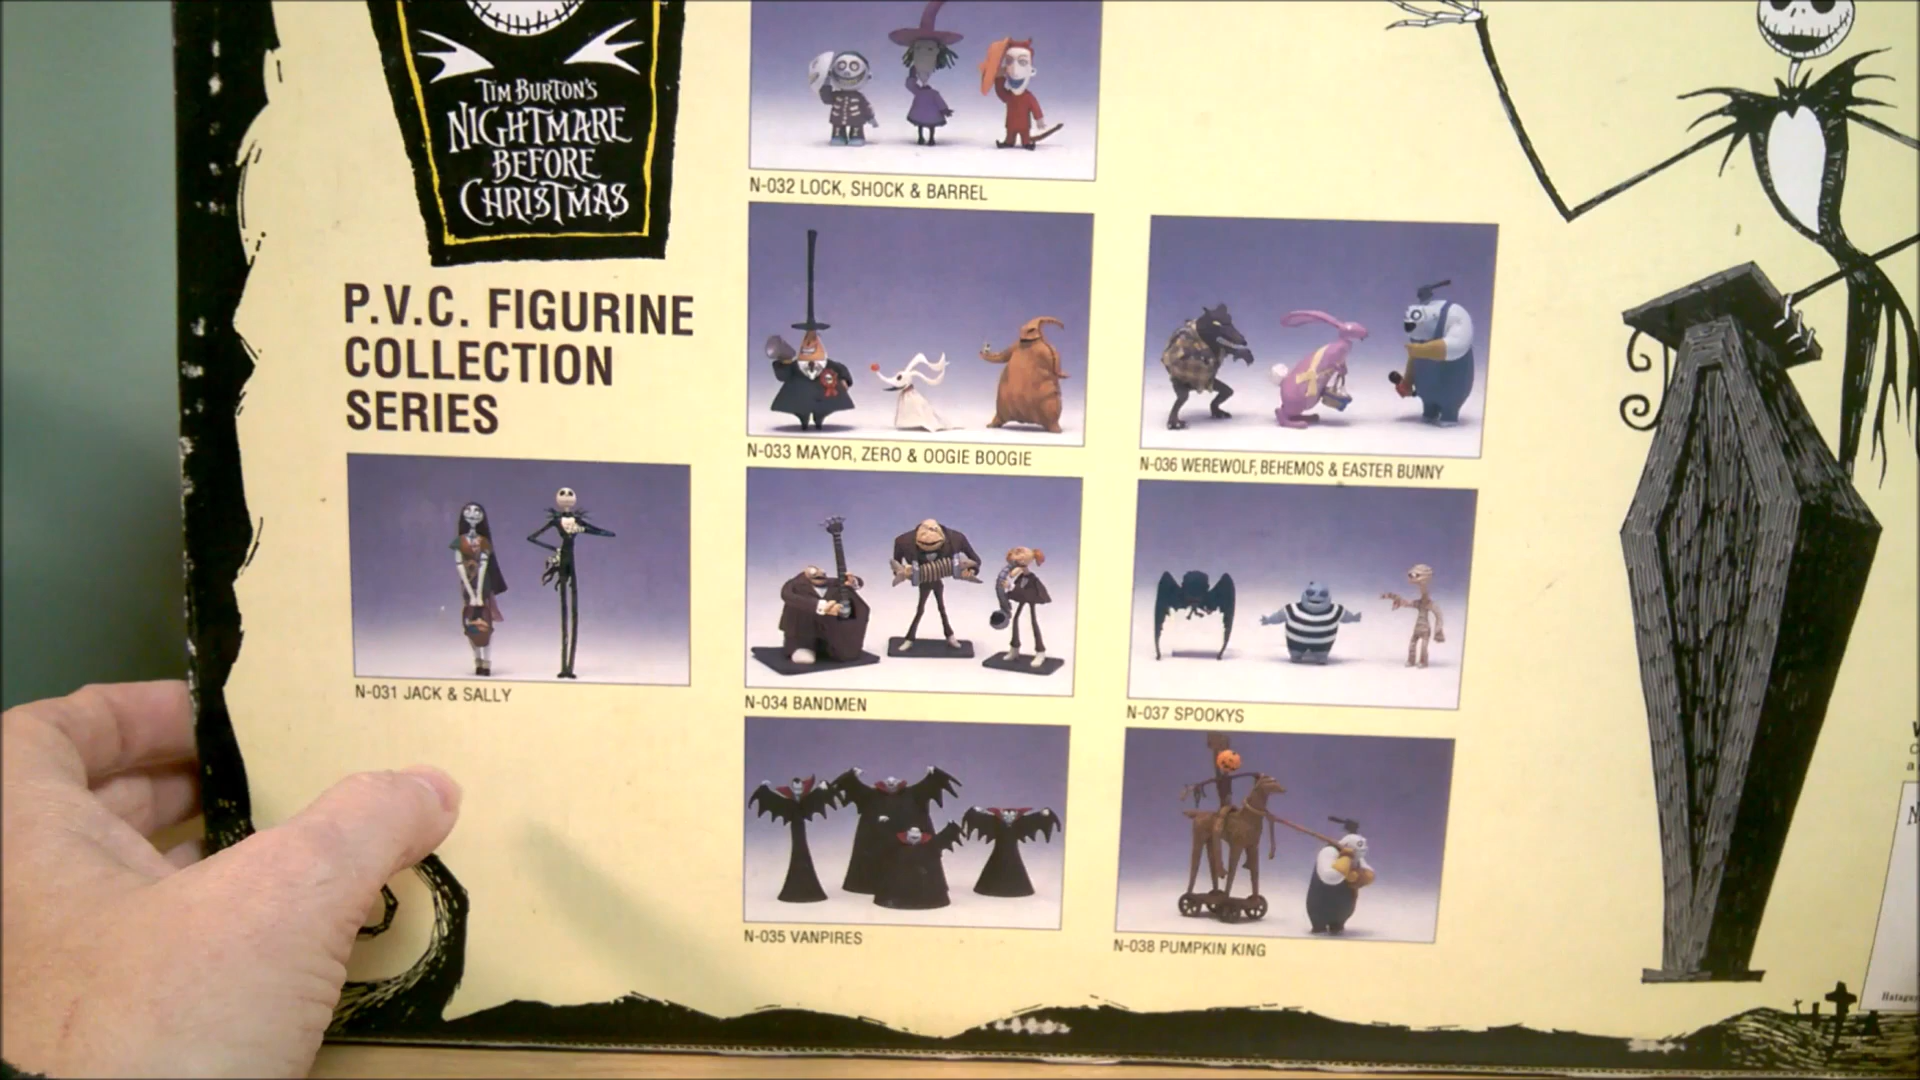 TIM BURTON'S
NIGHTMARE
BEFORE
CHRISTMAS
P.V.C. FIGURINE
COLLECTION
SERIES
N-031 JACK & SALLY
N-032 LOCK, SHOCK & BARREL
N-033 MAYOR, ZERO & OOGIE BOOGIE
N-034 BANDMEN
N-035 VANPIRES
N-036 WEREWOLF, BEHEMOS & EASTER BUNNY
N-037 SPOOKYS
N-038 PUMPKIN KING